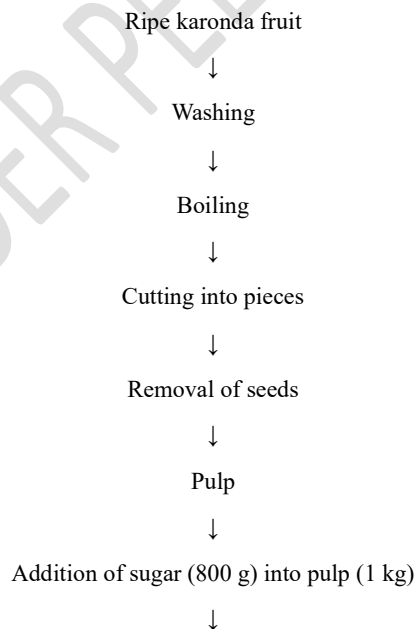 Ripe karonda fruit
↓
Washing
↓
Boiling
↓
Cutting into pieces
↓
Removal of seeds
↓
Pulp
↓
Addition of sugar (800 g) into pulp (1 kg)
↓